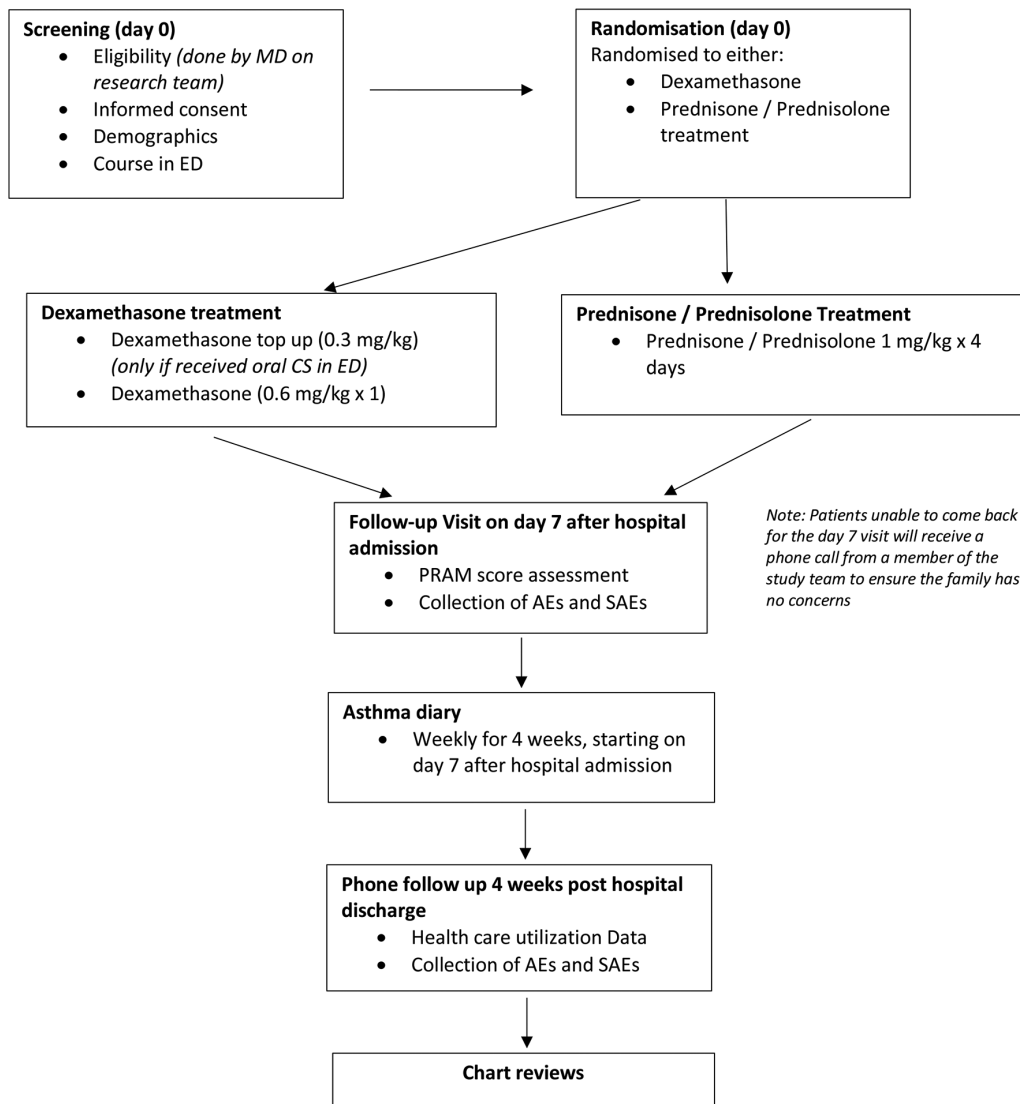 Screening (day 0)
• Eligibility (done by MD on
research team)
• Informed consent
• Demographics
• Course in ED
Randomisation (day 0)
Randomised to either:
• Dexamethasone
• Prednisone / Prednisolone
treatment
Dexamethasone treatment
• Dexamethasone top up (0.3 mg/kg)
(only if received oral CS in ED)
• Dexamethasone (0.6 mg/kg x 1)
Prednisone / Prednisolone Treatment
• Prednisone / Prednisolone 1 mg/kg x 4
days
Follow-up Visit on day 7 after hospital
admission
• PRAM score assessment
• Collection of AEs and SAEs
Note: Patients unable to come back
for the day 7 visit will receive a
phone call from a member of the
study team to ensure the family has
no concerns
Asthma diary
• Weekly for 4 weeks, starting on
day 7 after hospital admission
Phone follow up 4 weeks post hospital
discharge
• Health care utilization Data
• Collection of AEs and SAEs
Chart reviews